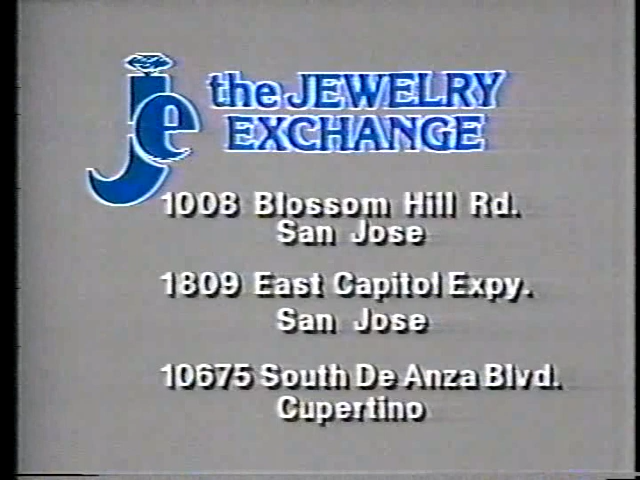 je the JEWELRY
EXCHANGE
1008 Blossom Hill Rd.
San Jose
1809 East Capitol Expy.
San Jose
10675 South De Anza Blvd.
Cupertino